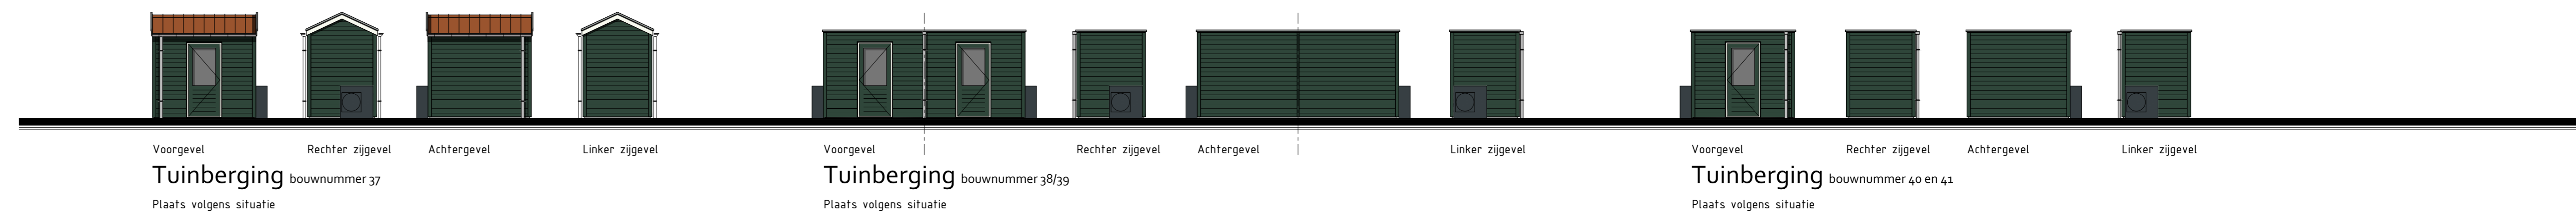 Voorgevel Rechter zijgevel Achtergevel Linker zijgevel
Tuinberging bouwnummer 37
Plaats volgens situatie
Voorgevel Rechter zijgevel Achtergevel Linker zijgevel
Tuinberging bouwnummer 38/39
Plaats volgens situatie
Voorgevel Rechter zijgevel Achtergevel Linker zijgevel
Tuinberging bouwnummer 40 en 41
Plaats volgens situatie